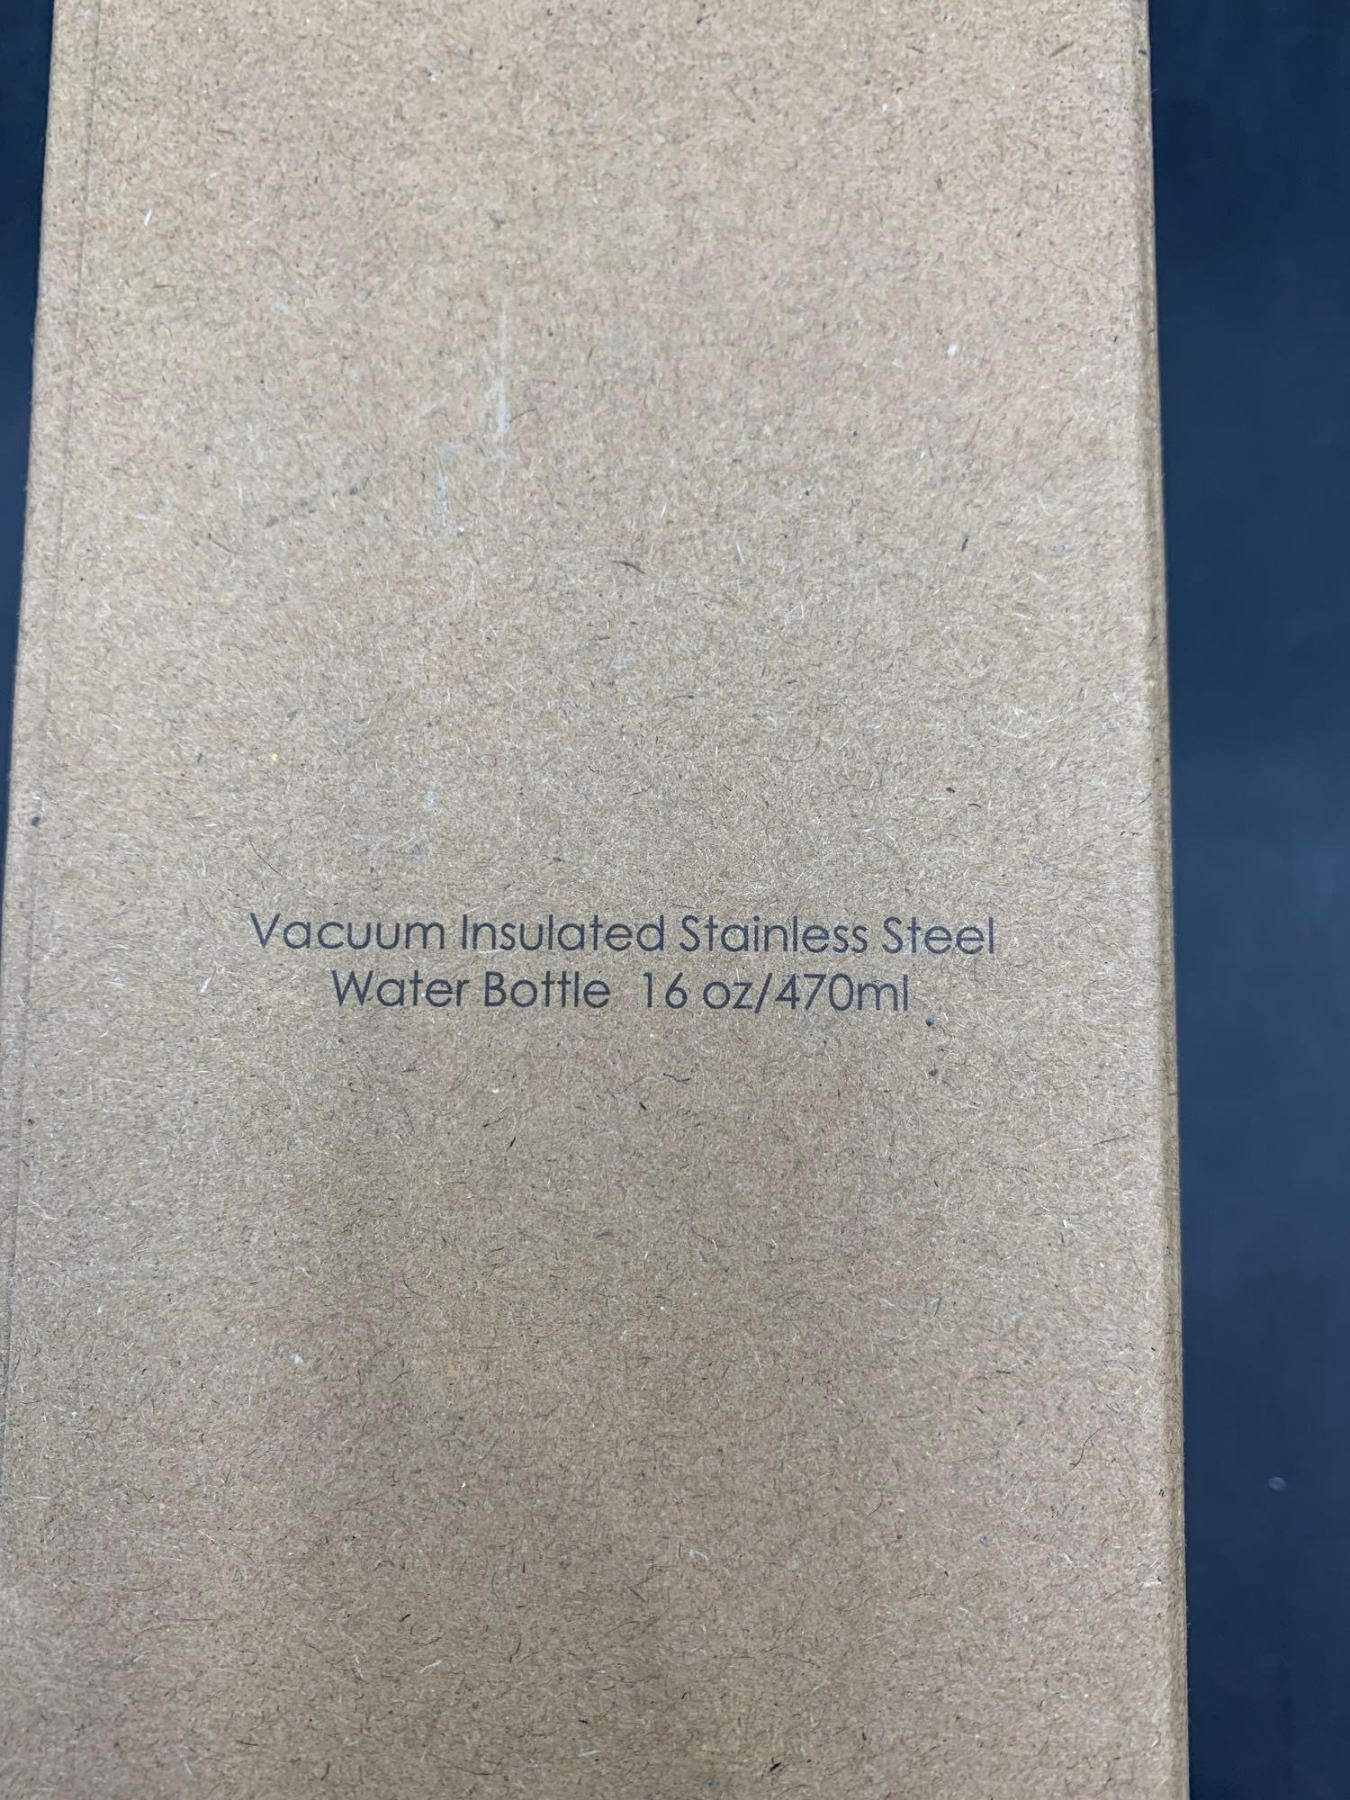 Vacuum Insulated Stainless Steel
Water Bottle 16 oz/470ml